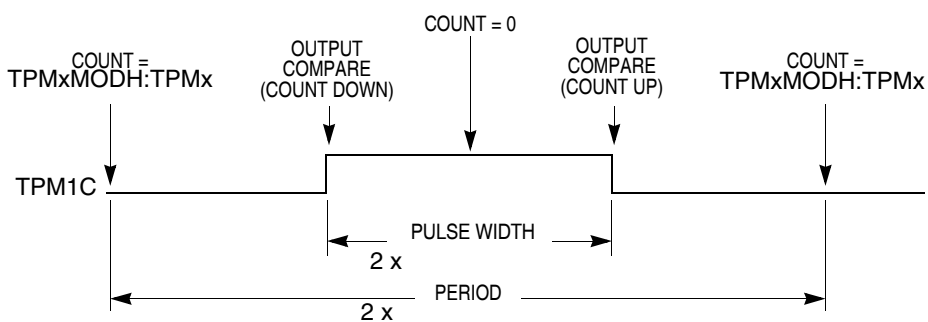 COUNT = 0
COUNT =
TPMxMODH:TPMx
OUTPUT
COMPARE
(COUNT DOWN)
OUTPUT
COMPARE
(COUNT UP)
COUNT =
TPMxMODH:TPMx
TPM1C
PULSE WIDTH
2 x
PERIOD
2 x